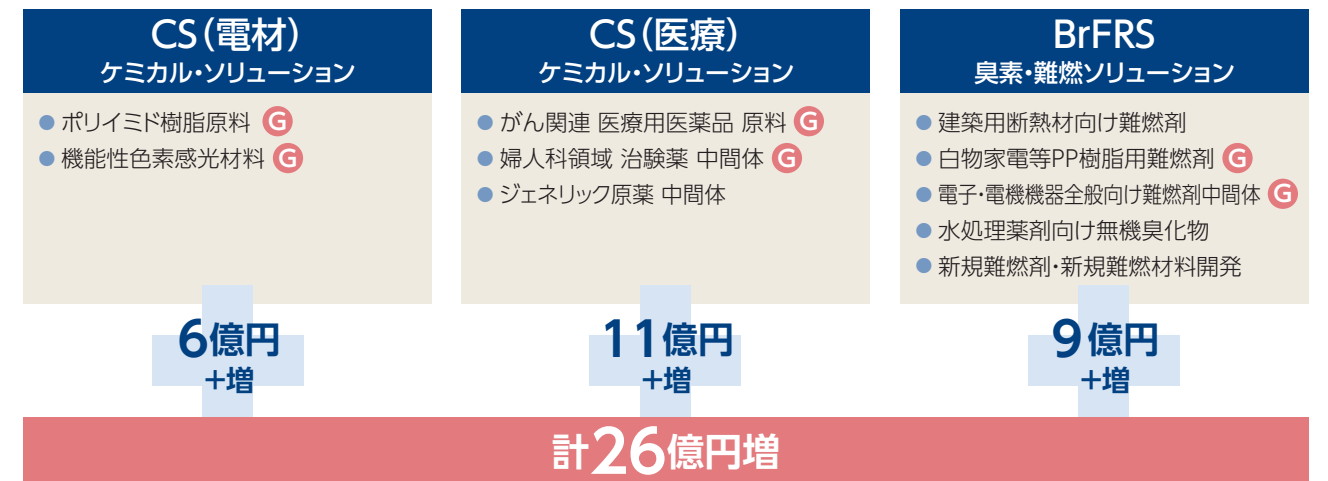 CS(電材)
ケミカル・ソリューション
● ポリイミド樹脂原料 G
● 機能性色素感光材料 G
6億円
+増
CS(医療)
ケミカル・ソリューション
● がん関連 医療用医薬品 原料 G
● 婦人科領域 治験薬 中間体 G
● ジェネリック原薬 中間体
11億円
+増
BrFRS
臭素・難燃ソリューション
● 建築用断熱材向け難燃剤
● 白物家電等PP樹脂用難燃剤 G
● 電子・電機機器全般向け難燃剤中間体 G
● 水処理薬剤向け無機臭化物
● 新規難燃剤・新規難燃材料開発
9億円
+増
計26億円増